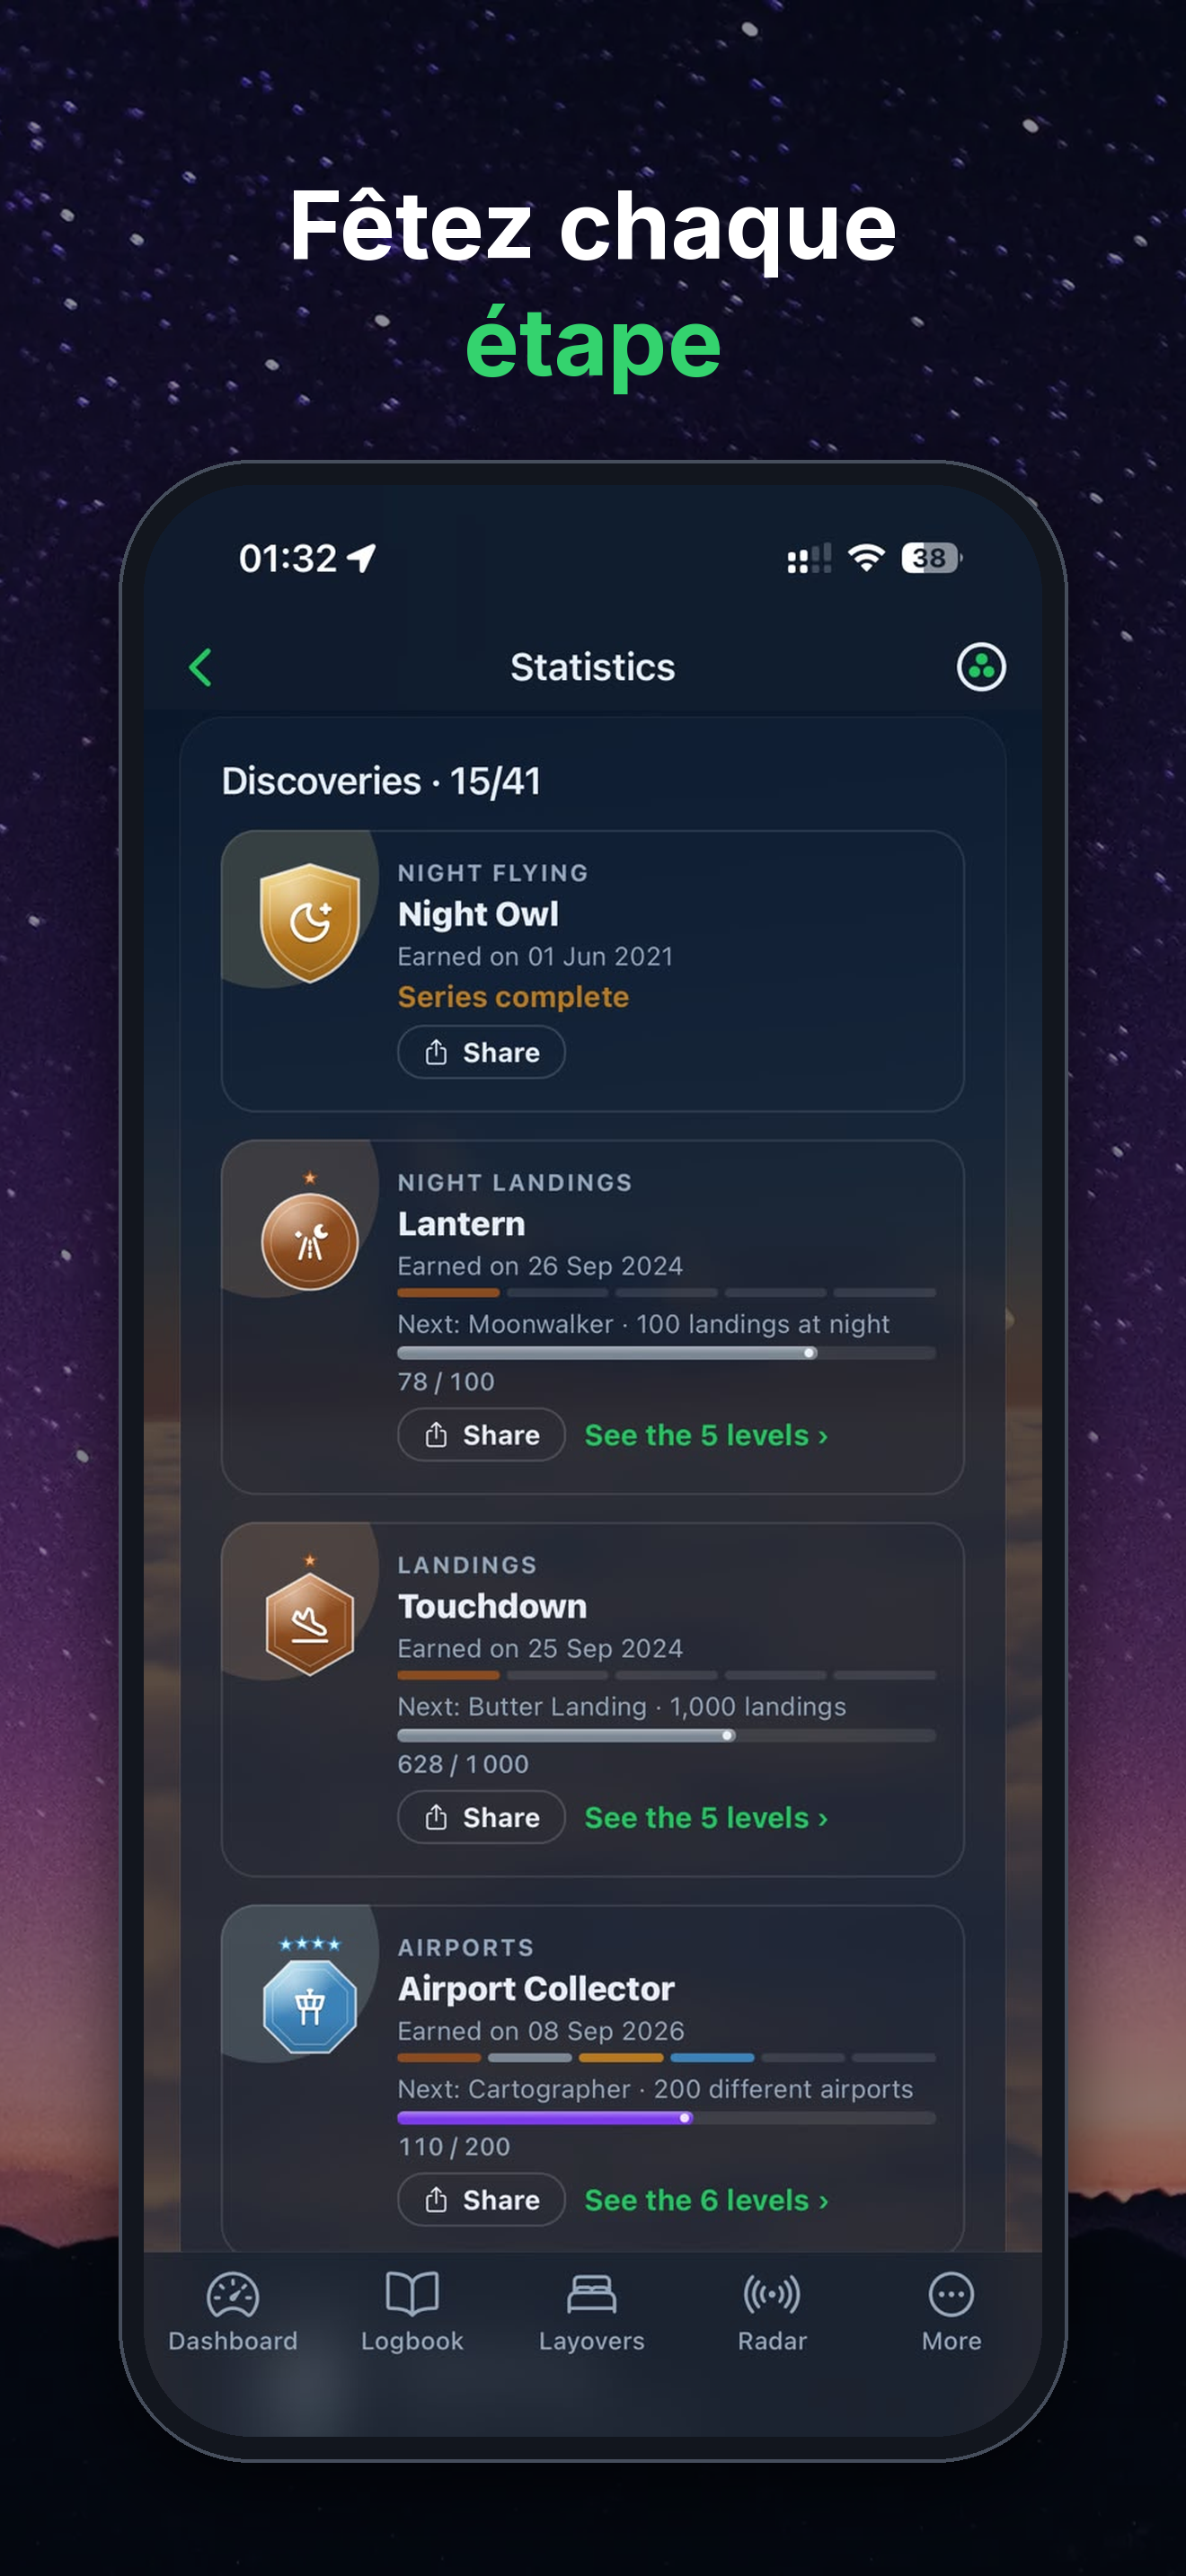 Fêtez chaque
étape
01:32
38
Statistics
Discoveries · 15/41
NIGHT FLYING
Night Owl
Earned on 01 Jun 2021
Series complete
Share
NIGHT LANDINGS
Lantern
Earned on 26 Sep 2024
Next: Moonwalker · 100 landings at night
78 / 100
Share
See the 5 levels ›
LANDINGS
Touchdown
Earned on 25 Sep 2024
Next: Butter Landing · 1,000 landings
628 / 1 000
Share
See the 5 levels ›
AIRPORTS
Airport Collector
Earned on 08 Sep 2026
Next: Cartographer · 200 different airports
110 / 200
Share
See the 6 levels ›
Dashboard
Logbook
Layovers
Radar
More